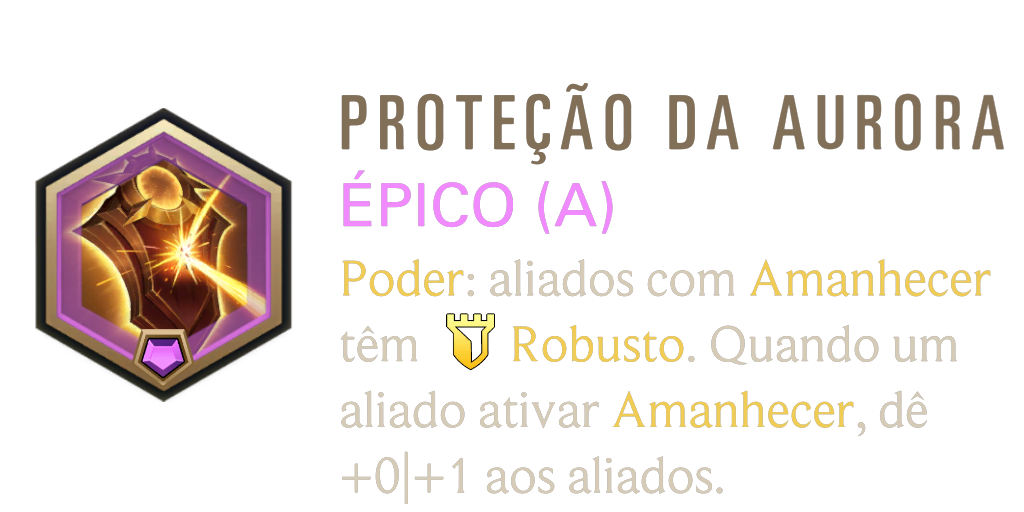 PROTEÇÃO DA AURORA
ÉPICO (A)
Poder: aliados com Amanhecer
têm Robusto. Quando um
aliado ativar Amanhecer, dê
+0|+1 aos aliados.